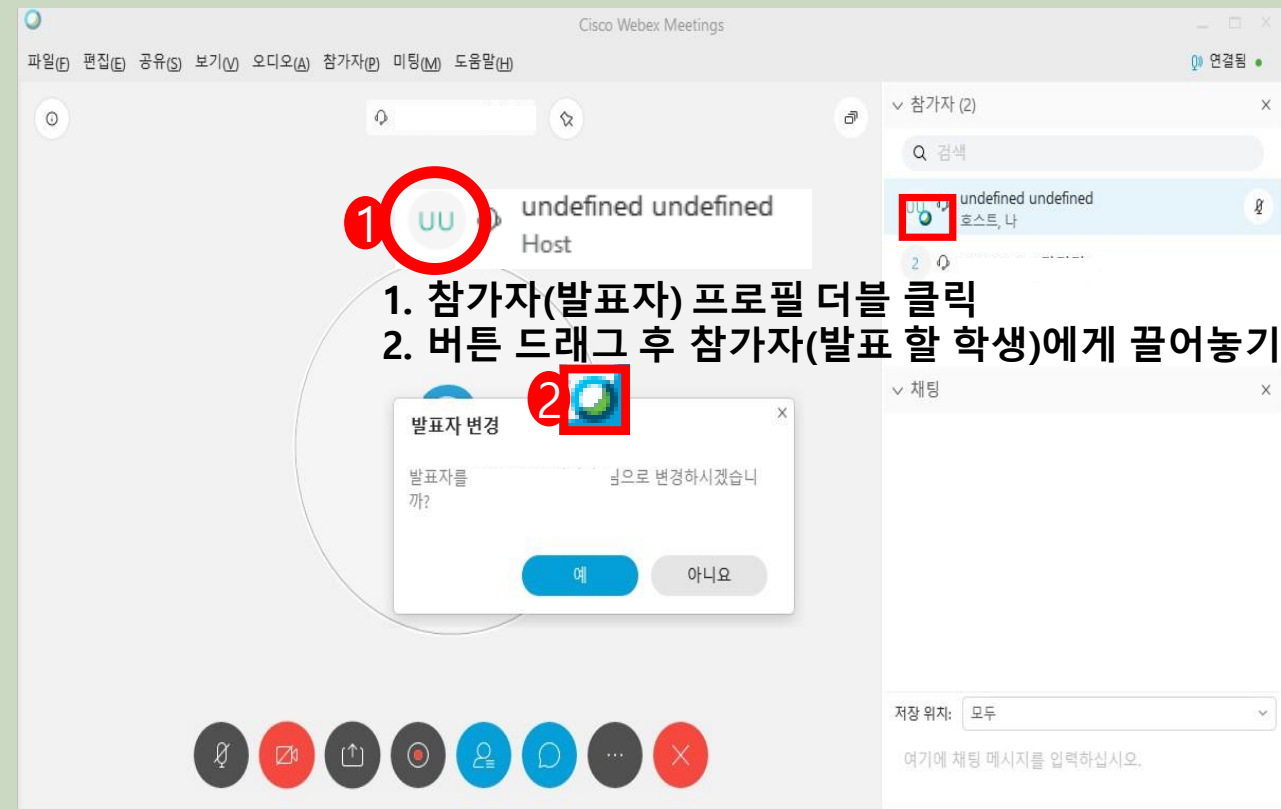 Cisco Webex Meetings
파일(F) 편집(E) 공유(S) 보기(V) 오디오(A) 참가자(P) 미팅(M) 도움말(H)
연결됨
참가자 (2)
검색
undefined undefined
호스트, 나
2
1
UU
undefined undefined
Host
1. 참가자(발표자) 프로필 더블 클릭
2. 버튼 드래그 후 참가자(발표 할 학생)에게 끌어놓기
2
채팅
발표자 변경
발표자를 님으로 변경하시겠습니
까?
예 아니요
저장 위치: 모두
여기에 채팅 메시지를 입력하십시오.